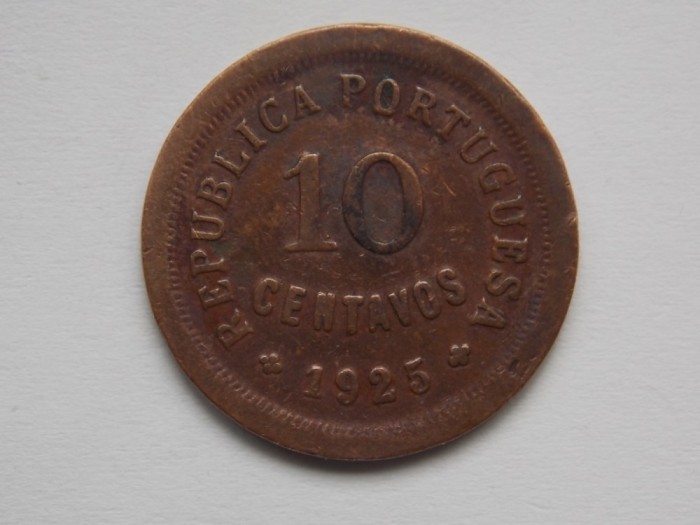 REPUBLICA PORTUGUESA
10
CENTAVOS
1925